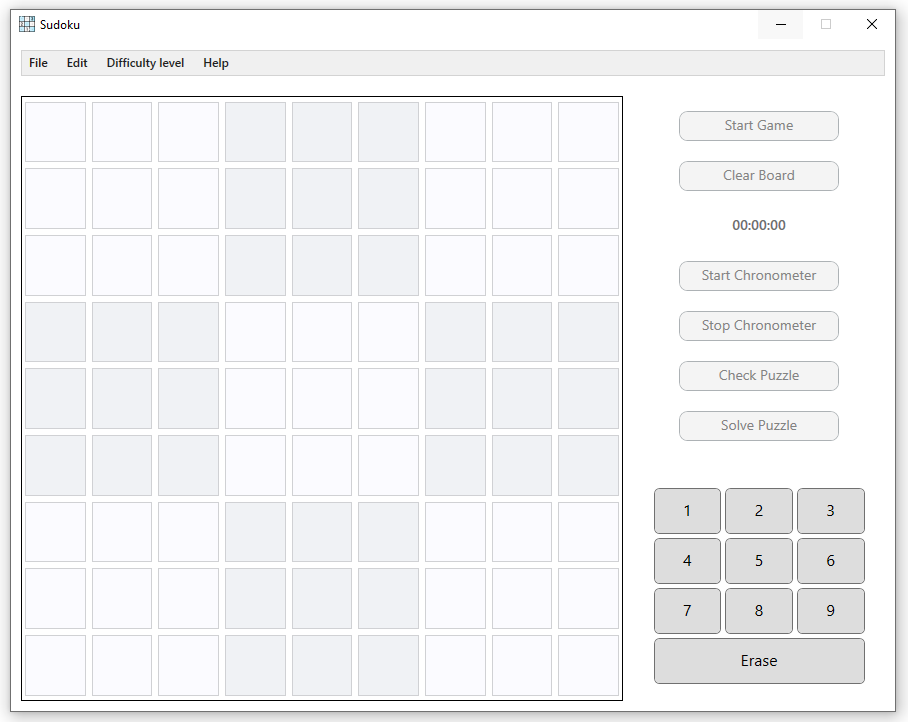 Sudoku
File Edit Difficulty level Help
Start Game
Clear Board
00:00:00
Start Chronometer
Stop Chronometer
Check Puzzle
Solve Puzzle
1 2 3
4 5 6
7 8 9
Erase